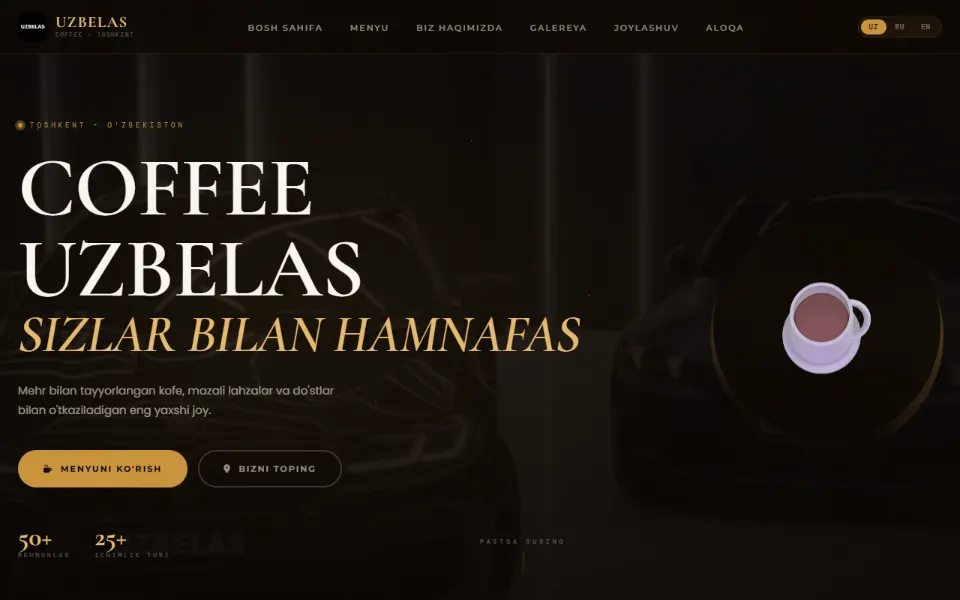 UZBELAS
UZBELAS
COFFEE • TOSHKENT
BOSH SAHIFA
MENYU
BIZ HAQIMIZDA
GALEREYA
JOYLASHUV
ALOQA
UZ
RU
EN
TOSHKENT • O'ZBEKISTON
COFFEE
UZBELAS
SIZLAR BILAN HAMNAFAS
Mehr bilan tayyorlangan kofe, mazali lahzalar va do'stlar
bilan o'tkaziladigan eng yaxshi joy.
MENYUNI KO'RISH
BIZNI TOPING
50+
25+
MEHMONLAR
ICHIMLIK TURI
PASTGA SURING